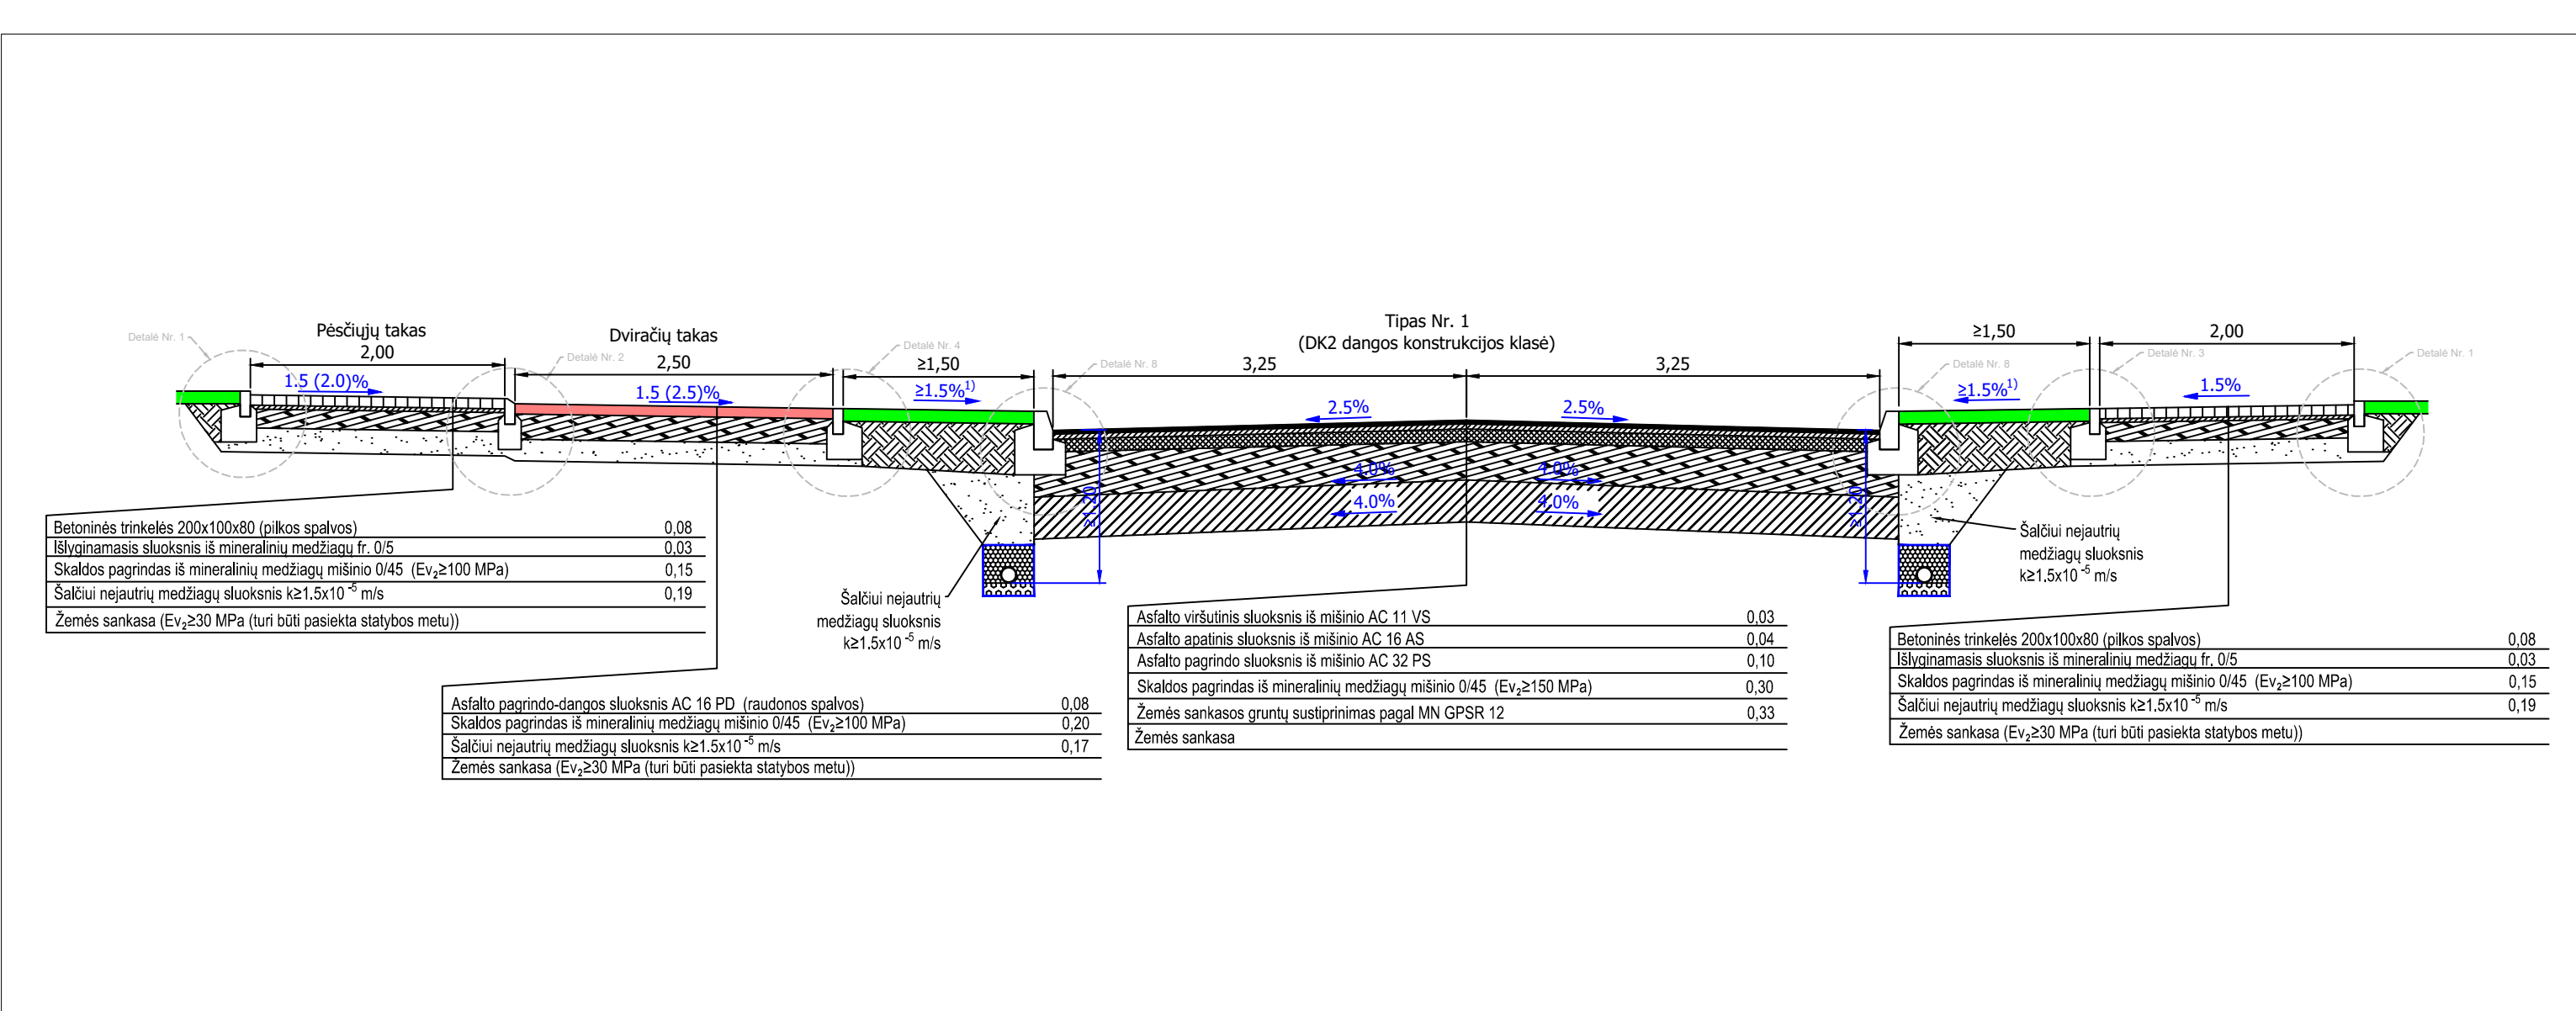 Detalė Nr. 1
Pėsčiųjų takas
2,00
1.5 (2.0)%
Detalė Nr. 2
Dviračių takas
2,50
1.5 (2.5)%
Detalė Nr. 4
≥1,50
≥1.5%1)
Detalė Nr. 8
Tipas Nr. 1
(DK2 dangos konstrukcijos klasė)
3,25
3,25
2.5%
2.5%
4.0%
4.0%
4.0%
4.0%
≥1,20
≥1,20
≥1,50
Detalė Nr. 8
≥1.5%1)
2,00
Detalė Nr. 3
1.5%
Detalė Nr. 1
Betoninės trinkelės 200x100x80 (pilkos spalvos) 0,08
Išlyginamasis sluoksnis iš mineralinių medžiagų fr. 0/5 0,03
Skaldos pagrindas iš mineralinių medžiagų mišinio 0/45 (Ev2≥100 MPa) 0,15
Šalčiui nejautrių medžiagų sluoksnis k≥1.5x10 -5 m/s 0,19
Žemės sankasa (Ev2≥30 MPa (turi būti pasiekta statybos metu))
Asfalto pagrindo-dangos sluoksnis AC 16 PD (raudonos spalvos) 0,08
Skaldos pagrindas iš mineralinių medžiagų mišinio 0/45 (Ev2≥100 MPa) 0,20
Šalčiui nejautrių medžiagų sluoksnis k≥1.5x10 -5 m/s 0,17
Žemės sankasa (Ev2≥30 MPa (turi būti pasiekta statybos metu))
Šalčiui nejautrių
medžiagų sluoksnis
k≥1.5x10 -5 m/s
Asfalto viršutinis sluoksnis iš mišinio AC 11 VS 0,03
Asfalto apatinis sluoksnis iš mišinio AC 16 AS 0,04
Asfalto pagrindo sluoksnis iš mišinio AC 32 PS 0,10
Skaldos pagrindas iš mineralinių medžiagų mišinio 0/45 (Ev2≥150 MPa) 0,30
Žemės sankasos gruntų sustiprinimas pagal MN GPSR 12 0,33
Žemės sankasa
Šalčiui nejautrių
medžiagų sluoksnis
k≥1.5x10 -5 m/s
Betoninės trinkelės 200x100x80 (pilkos spalvos) 0,08
Išlyginamasis sluoksnis iš mineralinių medžiagų fr. 0/5 0,03
Skaldos pagrindas iš mineralinių medžiagų mišinio 0/45 (Ev2≥100 MPa) 0,15
Šalčiui nejautrių medžiagų sluoksnis k≥1.5x10 -5 m/s 0,19
Žemės sankasa (Ev2≥30 MPa (turi būti pasiekta statybos metu))